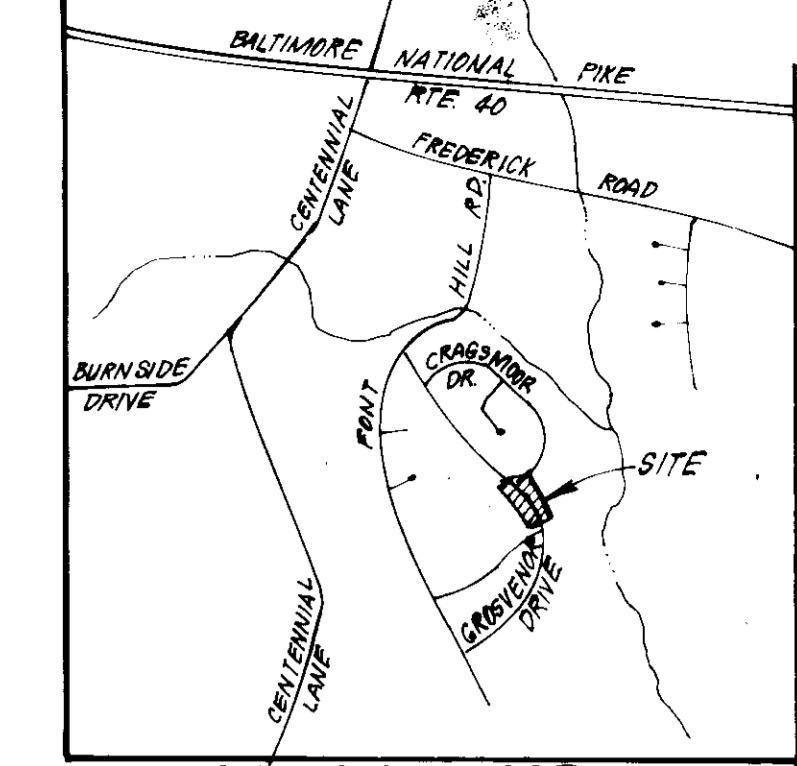 BALTIMORE NATIONAL PIKE
RTE. 40
CENTENNIAL
LANE
FREDERICK ROAD
HILL RD.
FONT
CRAGSMOOR
DR.
BURNSIDE
DRIVE
SITE
GROSVENOR
DRIVE
CENTENNIAL
LANE